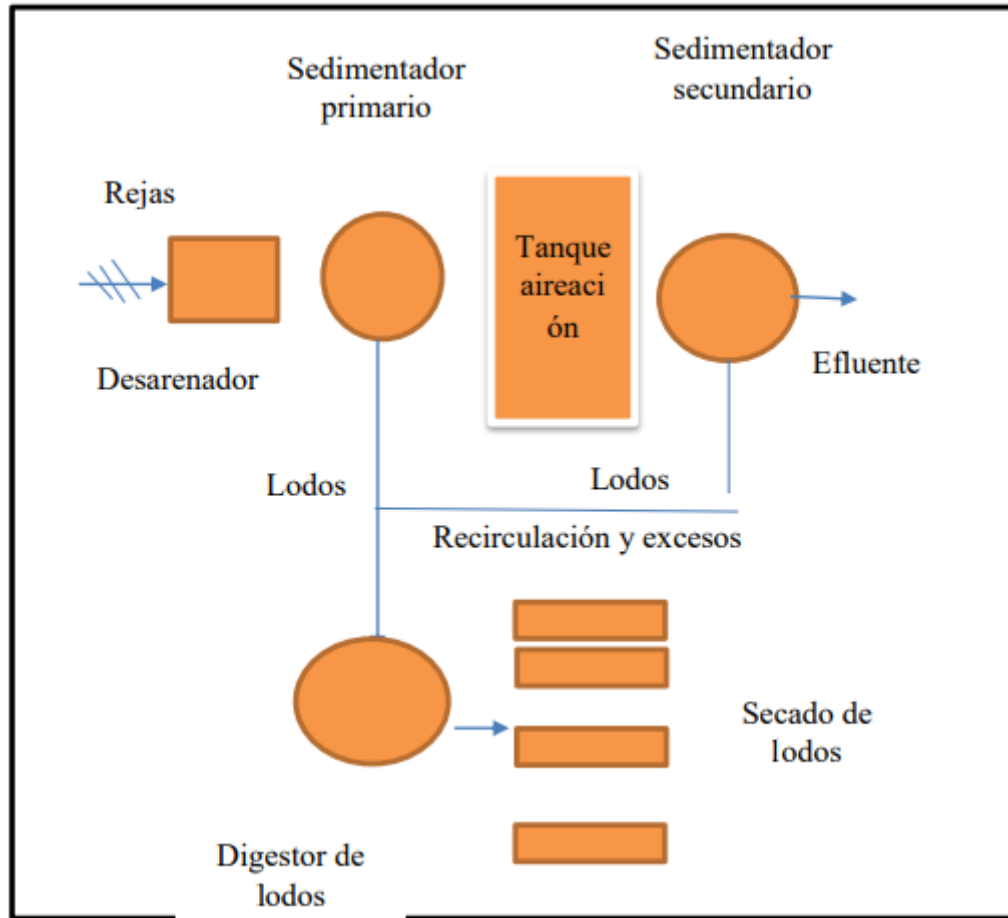 Sedimentador
primario
Sedimentador
secundario
Rejas
Tanque
aireaci
ón
Desarenador
Efluente
Lodos
Lodos
Recirculación y excesos
Secado de
lodos
Digestor de
lodos